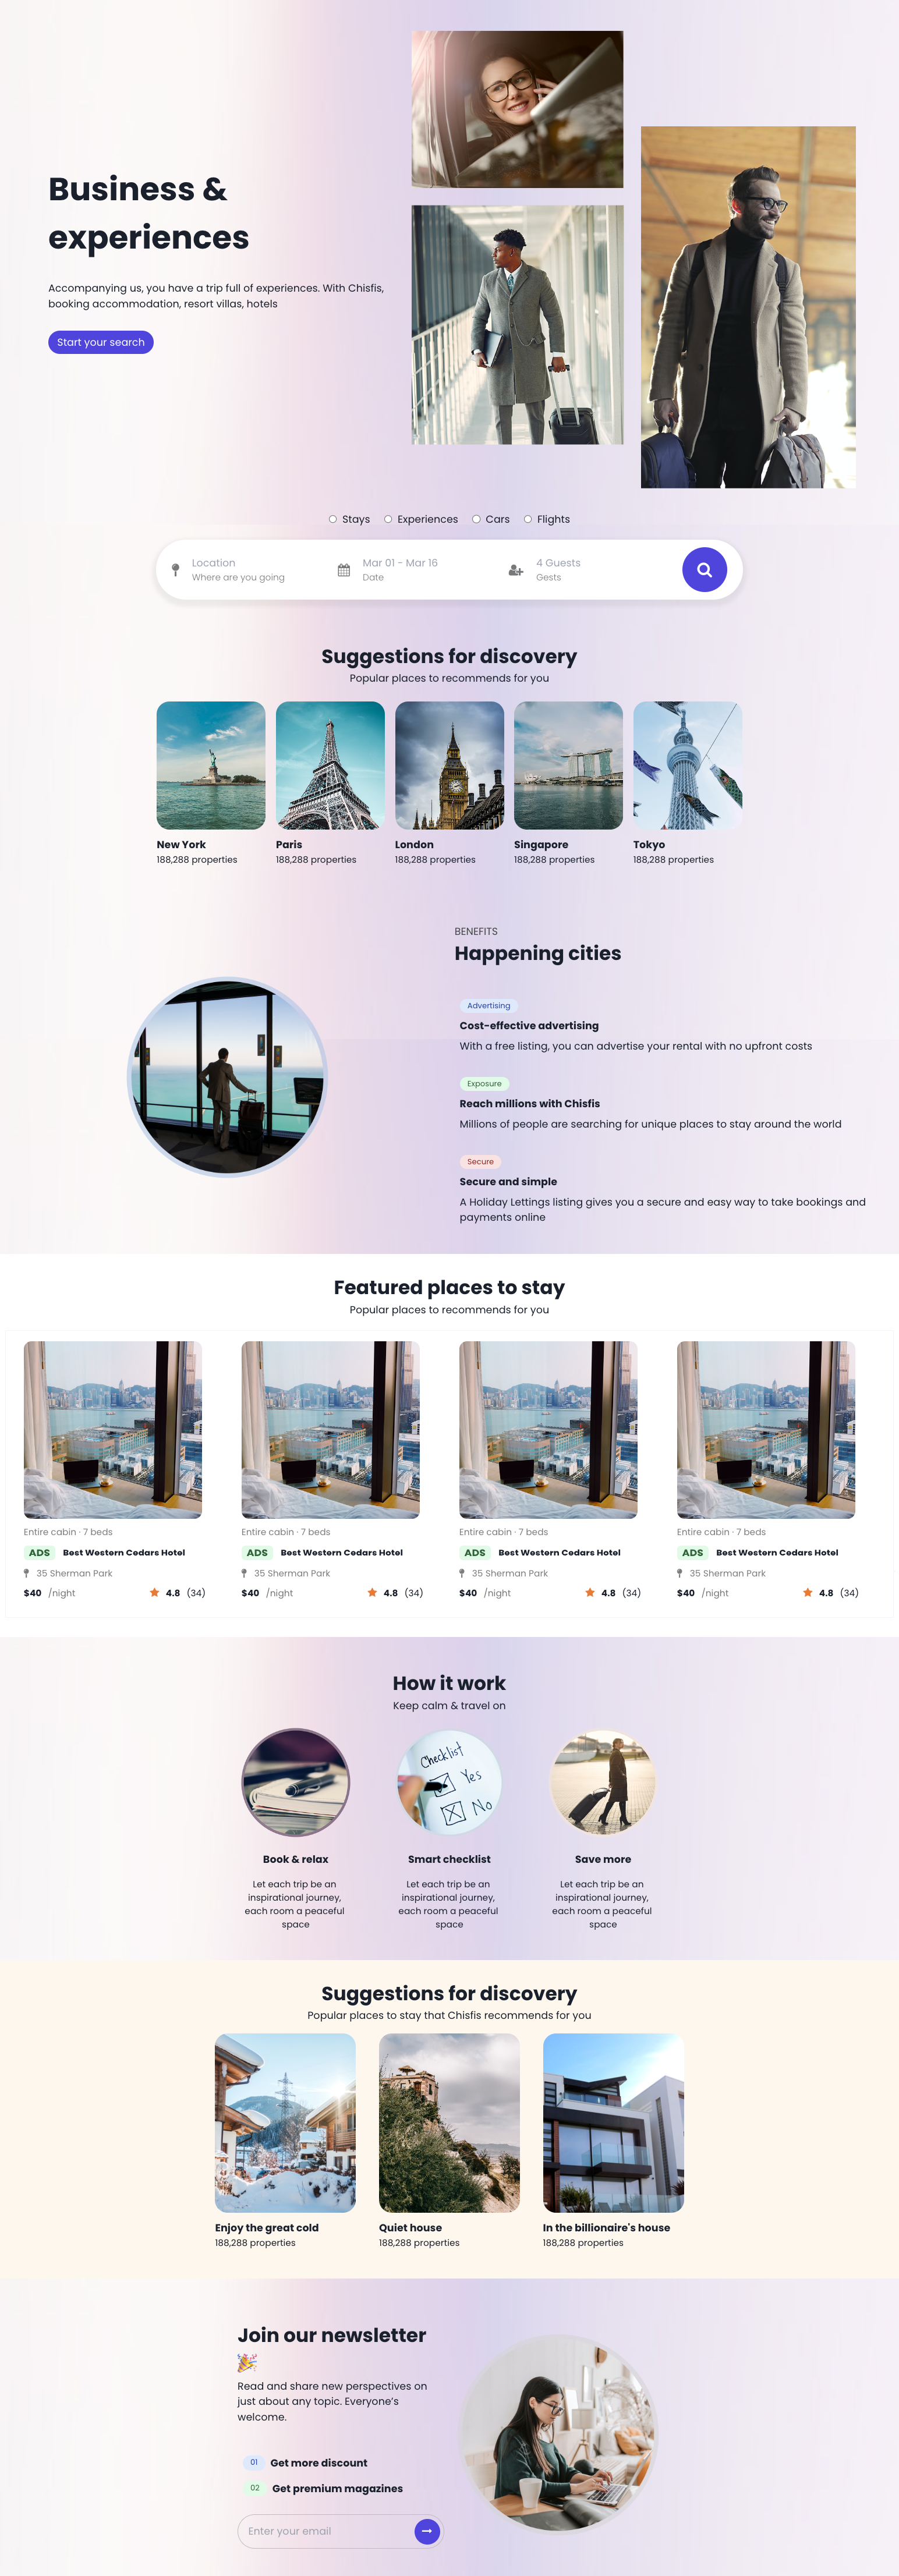 Business &
experiences
Accompanying us, you have a trip full of experiences. With Chisfis,
booking accommodation, resort villas, hotels
Start your search
Stays Experiences Cars Flights
Location
Where are you going
Mar 01 - Mar 16
Date
4 Guests
Gests
Suggestions for discovery
Popular places to recommends for you
New York
188,288 properties
Paris
188,288 properties
London
188,288 properties
Singapore
188,288 properties
Tokyo
188,288 properties
BENEFITS
Happening cities
Advertising
Cost-effective advertising
With a free listing, you can advertise your rental with no upfront costs
Exposure
Reach millions with Chisfis
Millions of people are searching for unique places to stay around the world
Secure
Secure and simple
A Holiday Lettings listing gives you a secure and easy way to take bookings and
payments online
Featured places to stay
Popular places to recommends for you
Entire cabin · 7 beds
ADS Best Western Cedars Hotel
35 Sherman Park
$40 /night 4.8 (34)
Entire cabin · 7 beds
ADS Best Western Cedars Hotel
35 Sherman Park
$40 /night 4.8 (34)
Entire cabin · 7 beds
ADS Best Western Cedars Hotel
35 Sherman Park
$40 /night 4.8 (34)
Entire cabin · 7 beds
ADS Best Western Cedars Hotel
35 Sherman Park
$40 /night 4.8 (34)
How it work
Keep calm & travel on
Checklist
Yes
No
Book & relax
Let each trip be an
inspirational journey,
each room a peaceful
space
Smart checklist
Let each trip be an
inspirational journey,
each room a peaceful
space
Save more
Let each trip be an
inspirational journey,
each room a peaceful
space
Suggestions for discovery
Popular places to stay that Chisfis recommends for you
Enjoy the great cold
188,288 properties
Quiet house
188,288 properties
In the billionaire's house
188,288 properties
Join our newsletter
🎉
Read and share new perspectives on
just about any topic. Everyone's
welcome.
01 Get more discount
02 Get premium magazines
Enter your email